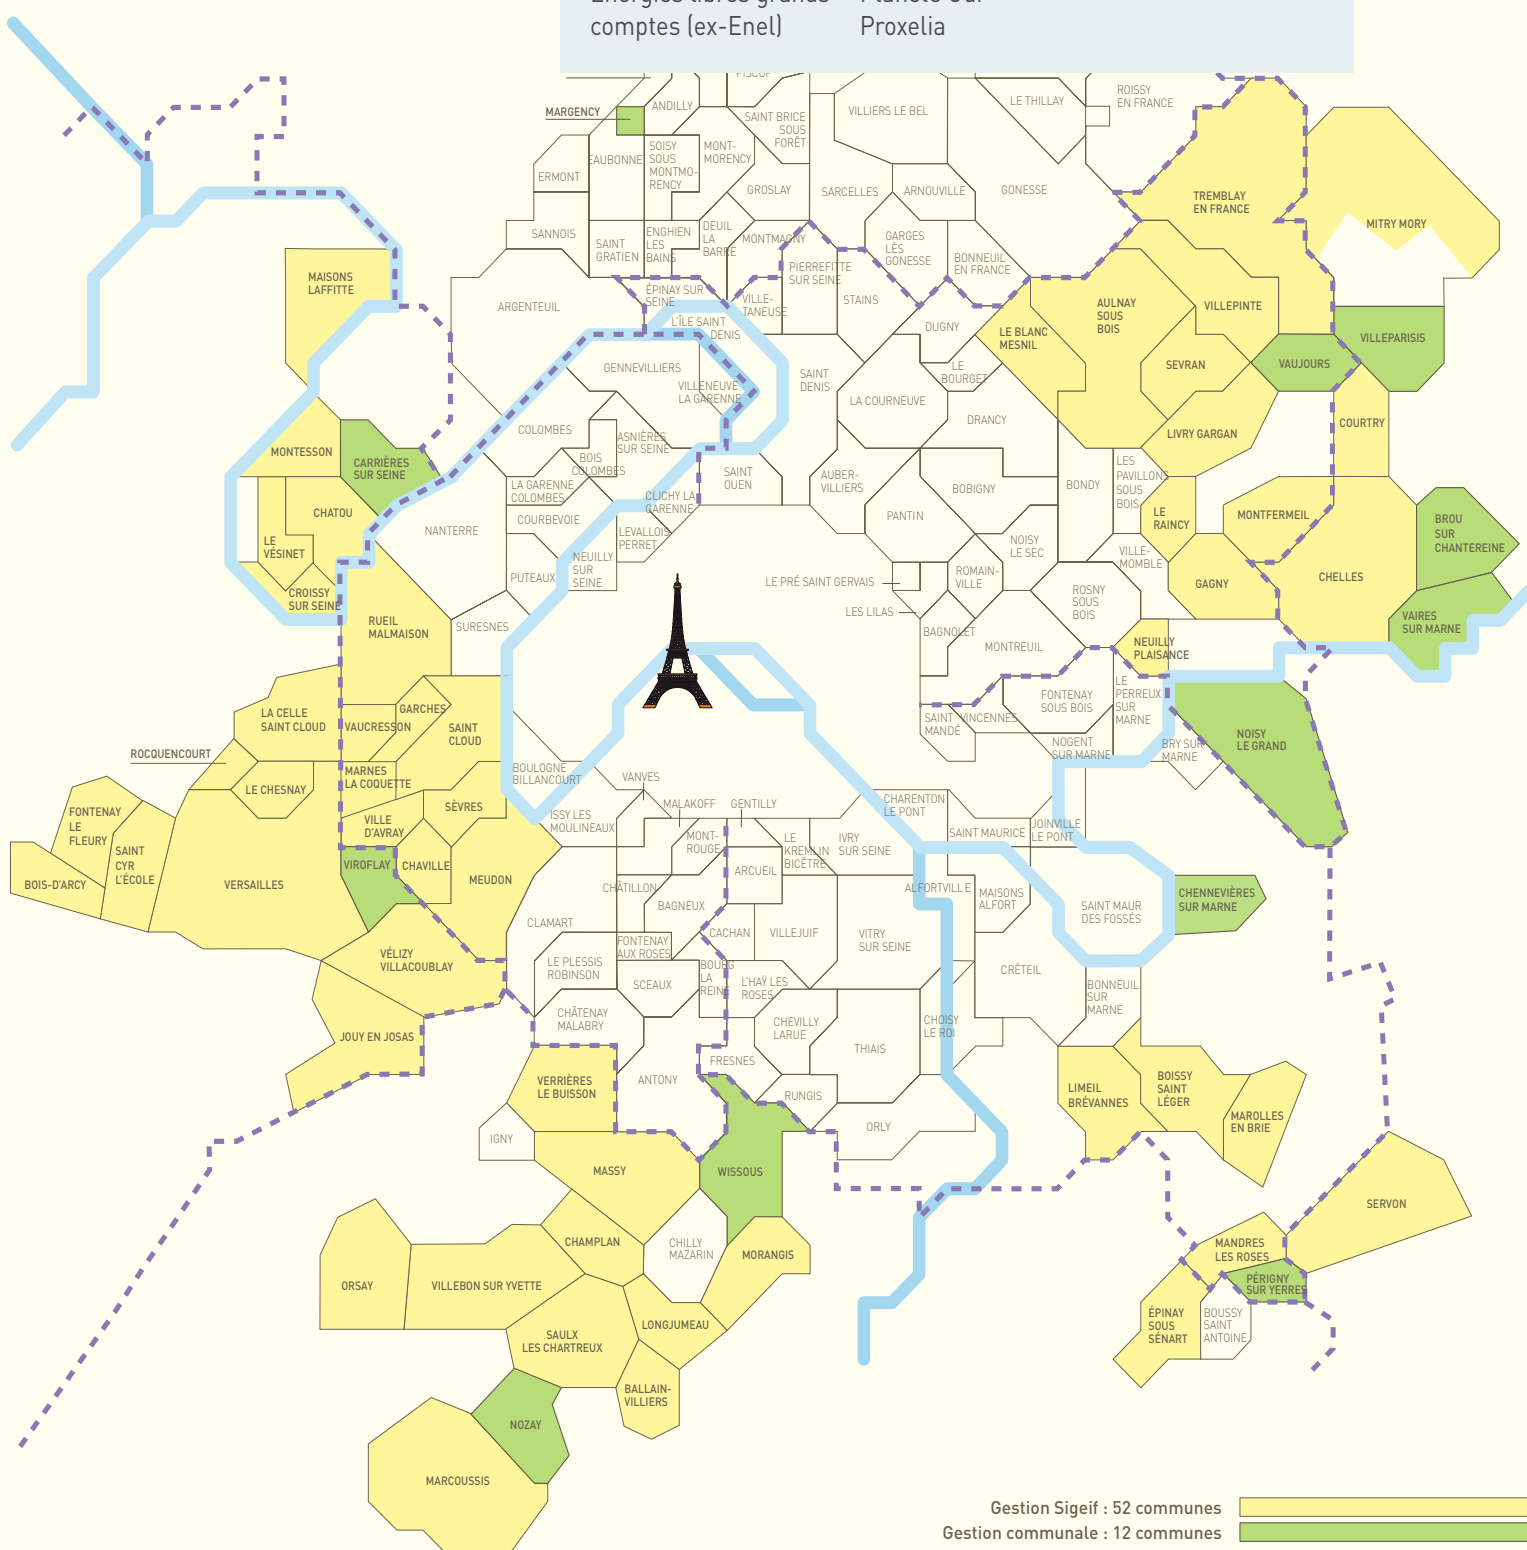 comptes (ex-Enel)
Proxelia
MARGENCY
ANDILLY
SAINT BRICE
SOUS
FORÊT
VILLIERS LE BEL
LE THILLAY
ROISSY
EN FRANCE
EAUBONNE
SOISY
SOUS
MONTMO-
RENCY
MONT-
MORENCY
ERMONT
GROSLAY
SARCELLES
ARNOUVILLE
GONESSE
TREMBLAY
EN FRANCE
MITRY MORY
SANNOIS
SAINT
GRATIEN
ENGHIEN
LES
BAINS
DEUIL
LA
BARRE
MONTMAGNY
GARGES
LÈS
GONESSE
BONNEUIL
EN FRANCE
MAISONS
LAFFITTE
PIERREFITTE
SUR SEINE
ARGENTEUIL
ÉPINAY SUR
SEINE
VILLE-
TANEUSE
STAINS
L'ÎLE SAINT
DENIS
DUGNY
LE BLANC
MESNIL
AULNAY
SOUS
BOIS
VILLEPINTE
VILLEPARISIS
VAUJOURS
SEVRAN
GENNEVILLIERS
VILLENEUVE
LA GARENNE
SAINT
DENIS
LE
BOURGET
LA COURNEUVE
DRANCY
LIVRY GARGAN
COURTRY
COLOMBES
ASNIÈRES
SUR SEINE
BOIS
COLOMBES
MONTESSON
CARRIÈRES
SUR SEINE
LA GARENNE
COLOMBES
CLICHY LA
GARENNE
SAINT
OUEN
AUBER-
VILLIERS
BOBIGNY
BONDY
LES
PAVILLONS
SOUS
BOIS
CHATOU
LE
VÉSINET
NANTERRE
COURBEVOIE
LEVALLOIS
PERRET
PANTIN
NOISY
LE SEC
LE
RAINCY
MONTFERMEIL
BROU
SUR
CHANTEREINE
VILLE-
MOMBLE
CROISSY
SUR SEINE
PUTEAUX
NEUILLY
SUR
SEINE
LE PRÉ SAINT GERVAIS
ROMAIN-
VILLE
ROSNY
SOUS
BOIS
GAGNY
CHELLES
LES LILAS
VAIRES
SUR MARNE
RUEIL
MALMAISON
SURESNES
BAGNOLET
MONTREUIL
NEUILLY
PLAISANCE
LA CELLE
SAINT CLOUD
VAUCRESSON
GARCHES
SAINT
CLOUD
SAINT
MANDÉ
VINCENNES
FONTENAY
SOUS BOIS
LE
PERREUX
SUR
MARNE
NOISY
LE GRAND
ROCQUENCOURT
NOGENT
SUR MARNE
BRY SUR
MARNE
LE CHESNAY
MARNES
LA COQUETTE
BOULOGNE
BILLANCOURT
VANVES
MALAKOFF
GENTILLY
CHARENTON
LE PONT
SÈVRES
ISSY LES
MOULINEAUX
FONTENAY
LE
FLEURY
VILLE
D'AVRAY
MONT-
ROUGE
LE
KREMLIN
BICÊTRE
IVRY
SUR SEINE
SAINT MAURICE
JOINVILLE
LE PONT
SAINT
CYR
L'ÉCOLE
VIROFLAY
CHAVILLE
MEUDON
BOIS-D'ARCY
VERSAILLES
ARCUEIL
CHÂTILLON
ALFORTVILLE
MAISONS
ALFORT
CHENNEVIÈRES
SUR MARNE
BAGNEUX
SAINT MAUR
DES FOSSÉS
CLAMART
CACHAN
VILLEJUIF
VITRY
SUR SEINE
VÉLIZY
VILLACOUBLAY
FONTENAY
AUX ROSES
LE PLESSIS
ROBINSON
SCEAUX
BOURG
LA
REINE
L'HAŸ LES
ROSES
CRÉTEIL
BONNEUIL
SUR
MARNE
CHÂTENAY
MALABRY
CHEVILLY
LARUE
CHOISY
LE ROI
JOUY EN JOSAS
THIAIS
FRESNES
ANTONY
VERRIÈRES
LE BUISSON
RUNGIS
LIMEIL
BRÉVANNES
BOISSY
SAINT
LÉGER
MAROLLES
EN BRIE
IGNY
ORLY
MASSY
WISSOUS
SERVON
CHAMPLAN
CHILLY
MAZARIN
MORANGIS
MANDRES
LES ROSES
ORSAY
VILLEBON SUR YVETTE
PÉRIGNY
SUR YERRES
LONGJUMEAU
SAULX
LES CHARTREUX
ÉPINAY
SOUS
SÉNART
BOUSSY
SAINT
ANTOINE
BALLAIN-
VILLIERS
NOZAY
MARCOUSSIS
Gestion Sigeif : 52 communes
Gestion communale : 12 communes